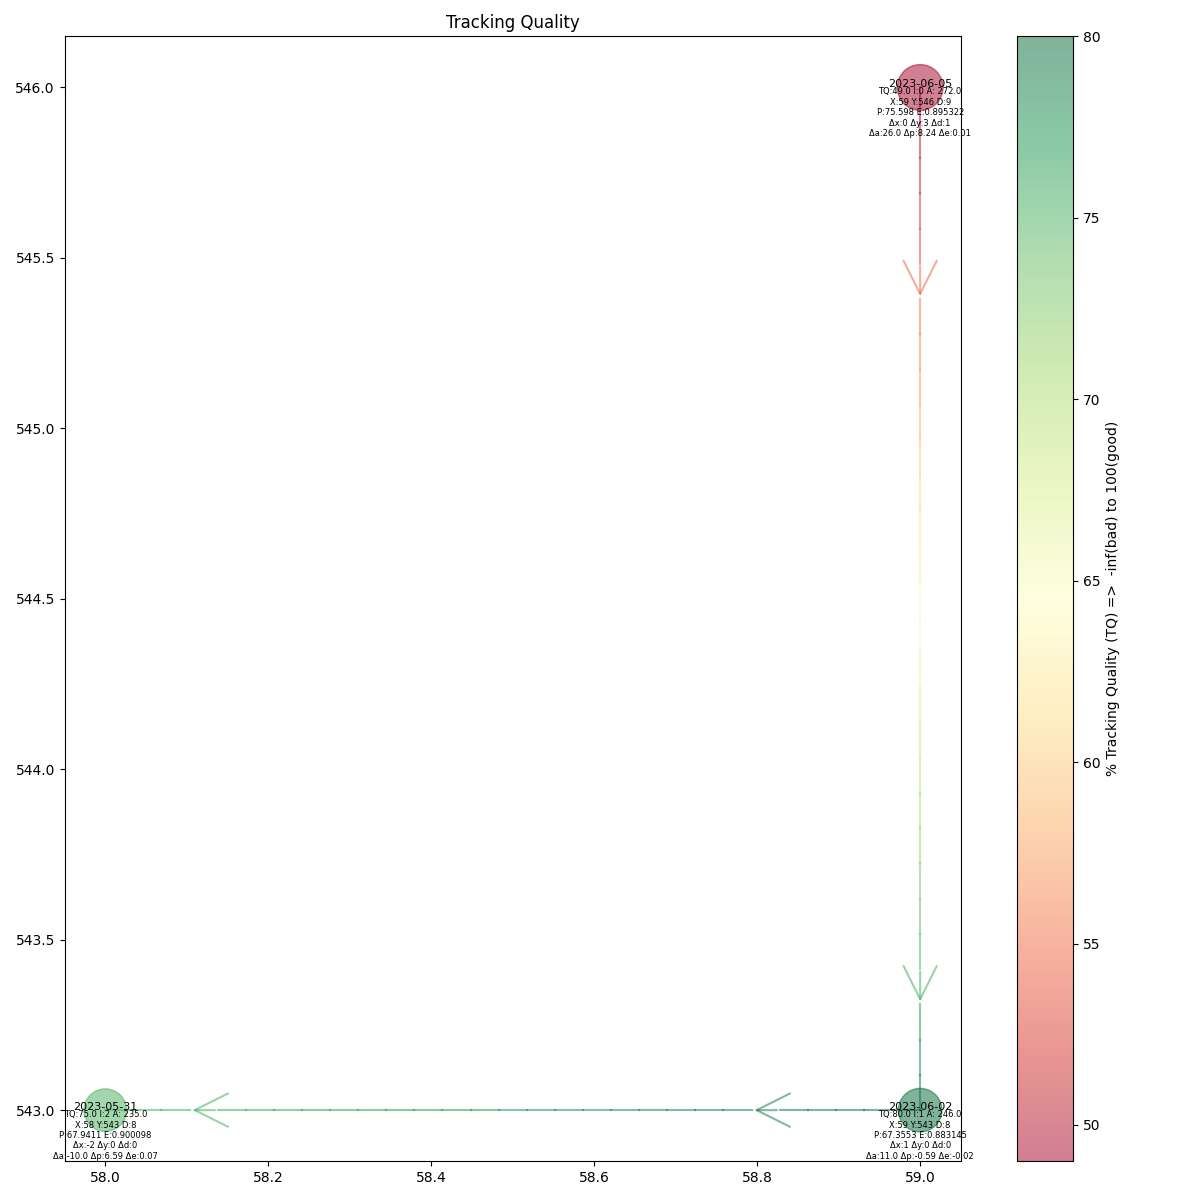 Tracking Quality
546.0
545.5
545.0
544.5
544.0
543.5
543.0
58.0
58.2
58.4
58.6
58.8
59.0
2023-06-05
TQ:49.0 I:0 A: 272.0
X:59 Y:546 D:9
P:75.598 E:0.895322
Δx:0 Δy:3 Δd:1
Δa:26.0 Δp:8.24 Δe:0.01
2023-05-31
TQ:75.0 I:2 A: 235.0
X:58 Y:543 D:8
P:67.9411 E:0.900098
Δx:-2 Δy:0 Δd:0
Δa:-10.0 Δp:6.59 Δe:0.07
2023-06-02
TQ:80.0 I:1 A: 246.0
X:59 Y:543 D:8
P:67.3553 E:0.883145
Δx:1 Δy:0 Δd:0
Δa:11.0 Δp:-0.59 Δe:-0.02
80
75
70
65
60
55
50
% Tracking Quality (TQ) => -inf(bad) to 100(good)